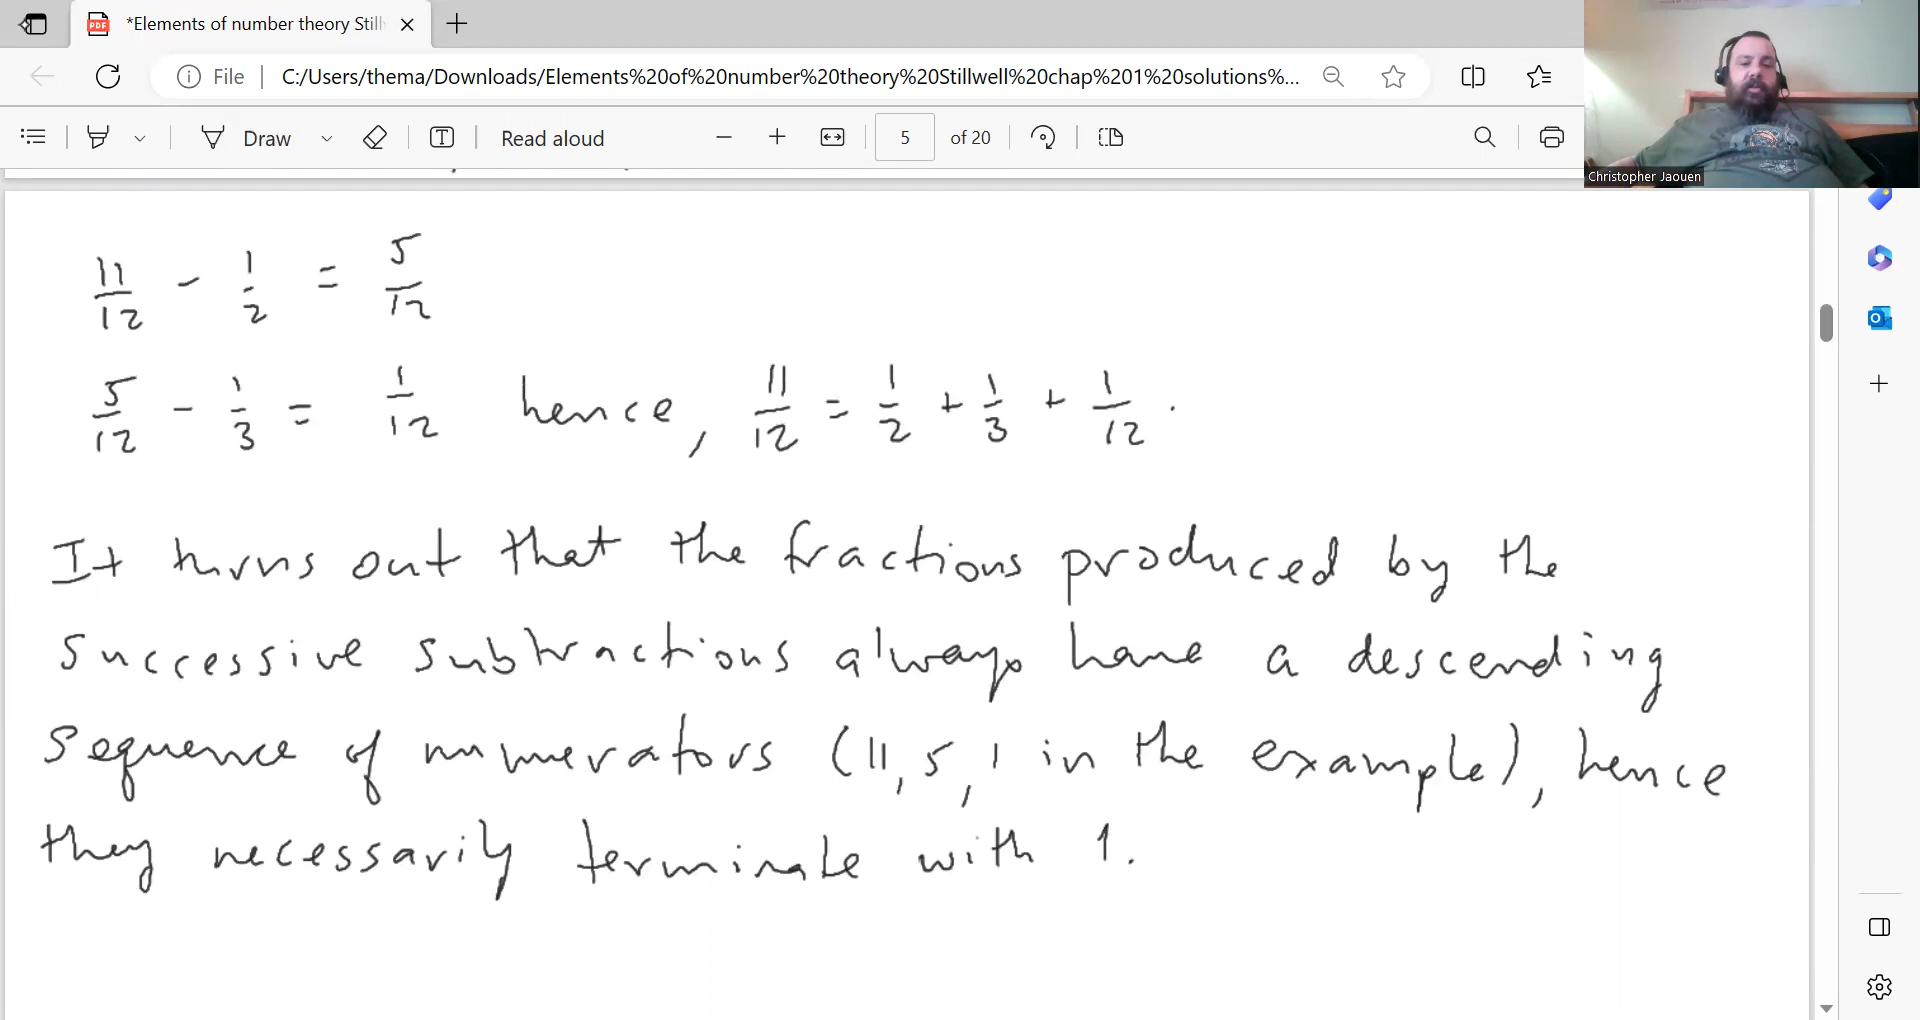 *Elements of number theory Still
File
C:/Users/thema/Downloads/Elements%20of%20number%20theory%20Stillwell%20chap%201%20solutions%...
Draw
Read aloud
5 of 20
Christopher Jaouen
11/12 - 1/2 = 5/12
5/12 - 1/3 = 1/12 hence, 11/12 = 1/2 + 1/3 + 1/12.
It turns out that the fractions produced by the
successive subtractions always have a descending
sequence of numerators (11, 5, 1 in the example), hence
they necessarily terminate with 1.